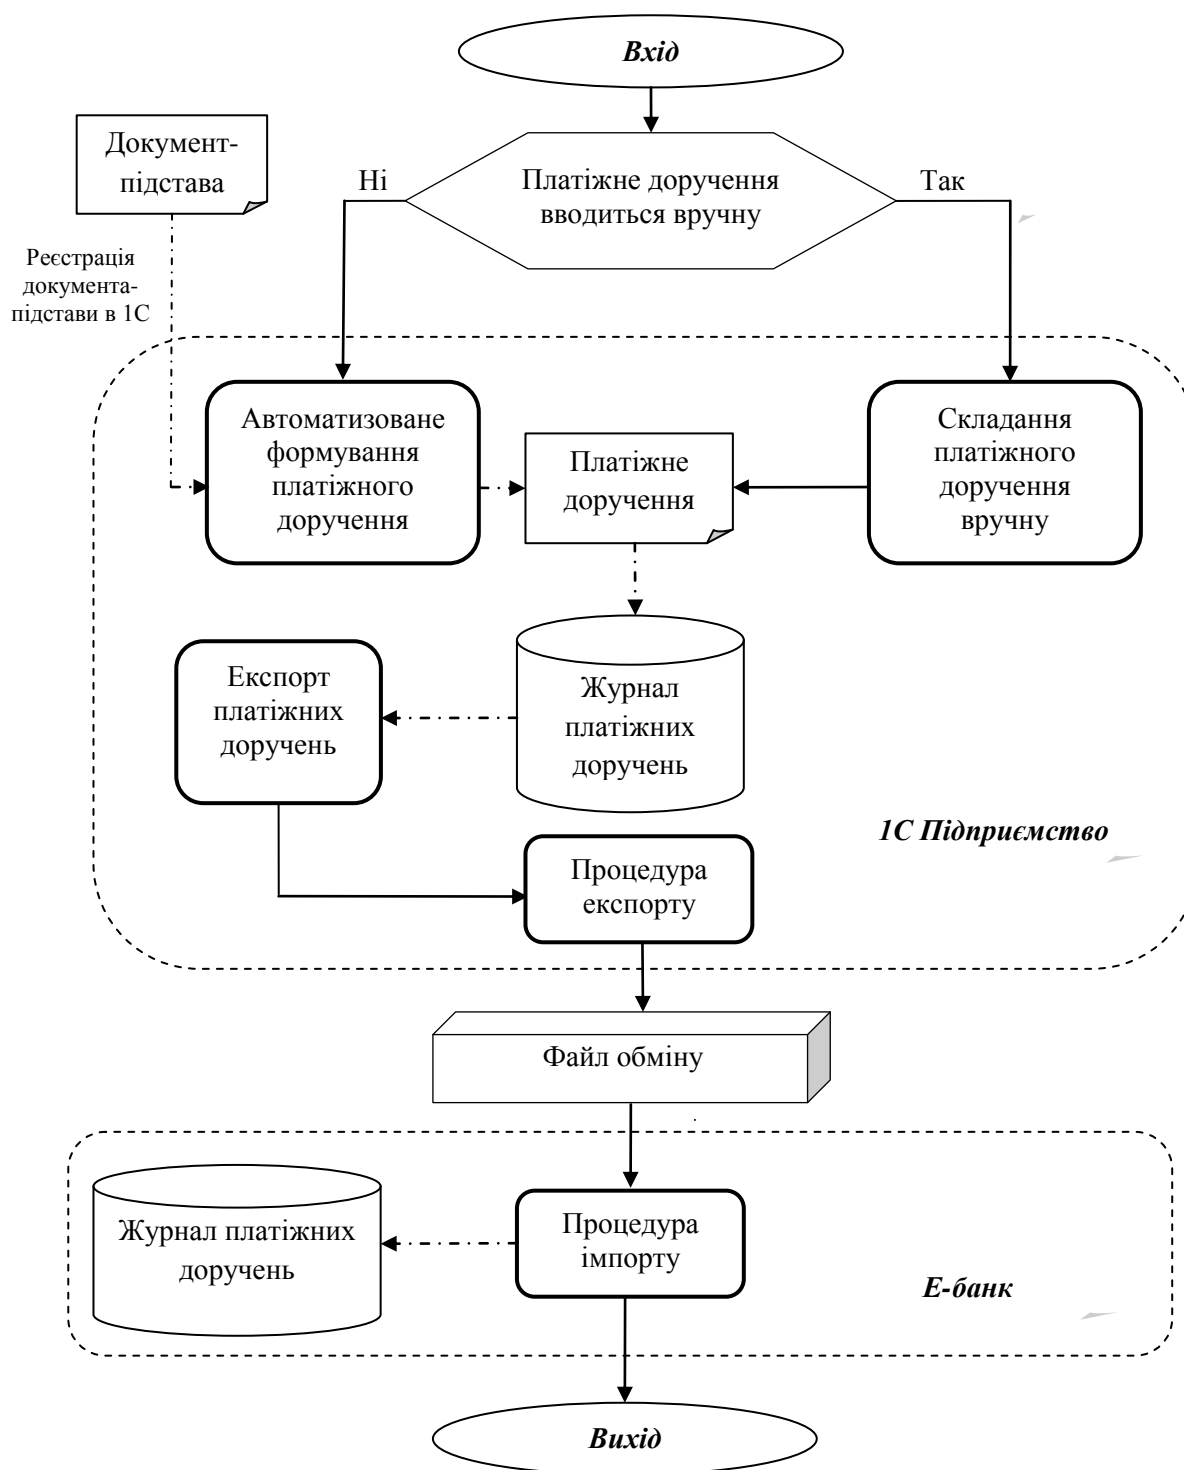 Вхід
Документ-
підстава
Ні
Платіжне доручення
вводиться вручну
Так
Реєстрація
документа-
підстави в 1С
Автоматизоване
формування
платіжного
доручення
Платіжне
доручення
Складання
платіжного
доручення
вручну
Експорт
платіжних
доручень
Журнал
платіжних
доручень
1С Підприємство
Процедура
експорту
Файл обміну
Журнал платіжних
доручень
Процедура
імпорту
Е-банк
Вихід